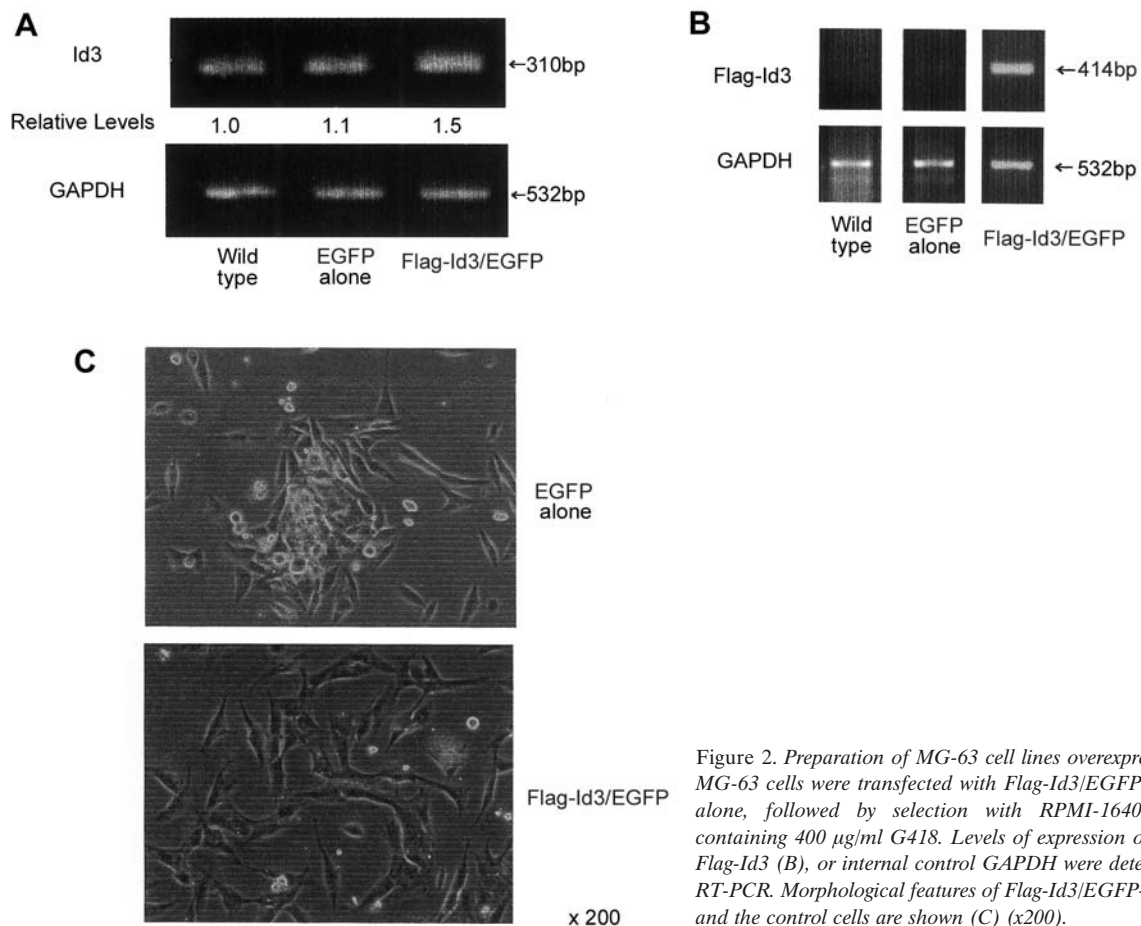 A
Id3
←310bp
Relative Levels 1.0 1.1 1.5
GAPDH
←532bp
Wild type
EGFP alone
Flag-Id3/EGFP
B
Flag-Id3
←414bp
GAPDH
←532bp
Wild type
EGFP alone
Flag-Id3/EGFP
C
EGFP alone
Flag-Id3/EGFP
x 200
Figure 2. Preparation of MG-63 cell lines overexpre
MG-63 cells were transfected with Flag-Id3/EGFP
alone, followed by selection with RPMI-1640
containing 400 µg/ml G418. Levels of expression o
Flag-Id3 (B), or internal control GAPDH were dete
RT-PCR. Morphological features of Flag-Id3/EGFP-
and the control cells are shown (C) (x200).